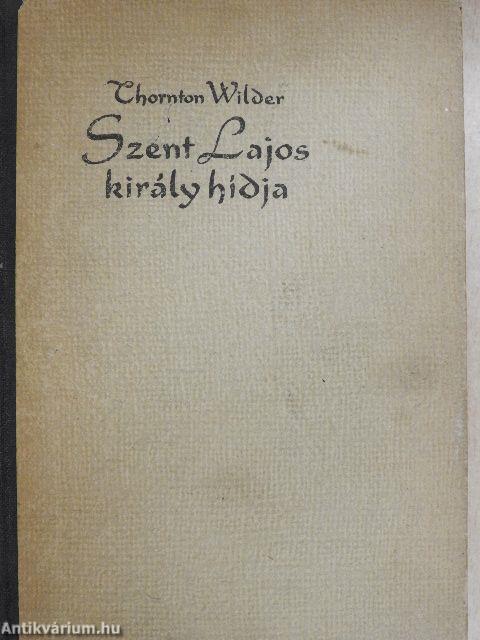 Thornton Wilder
Szent Lajos
király hídja
Antikvárium.hu